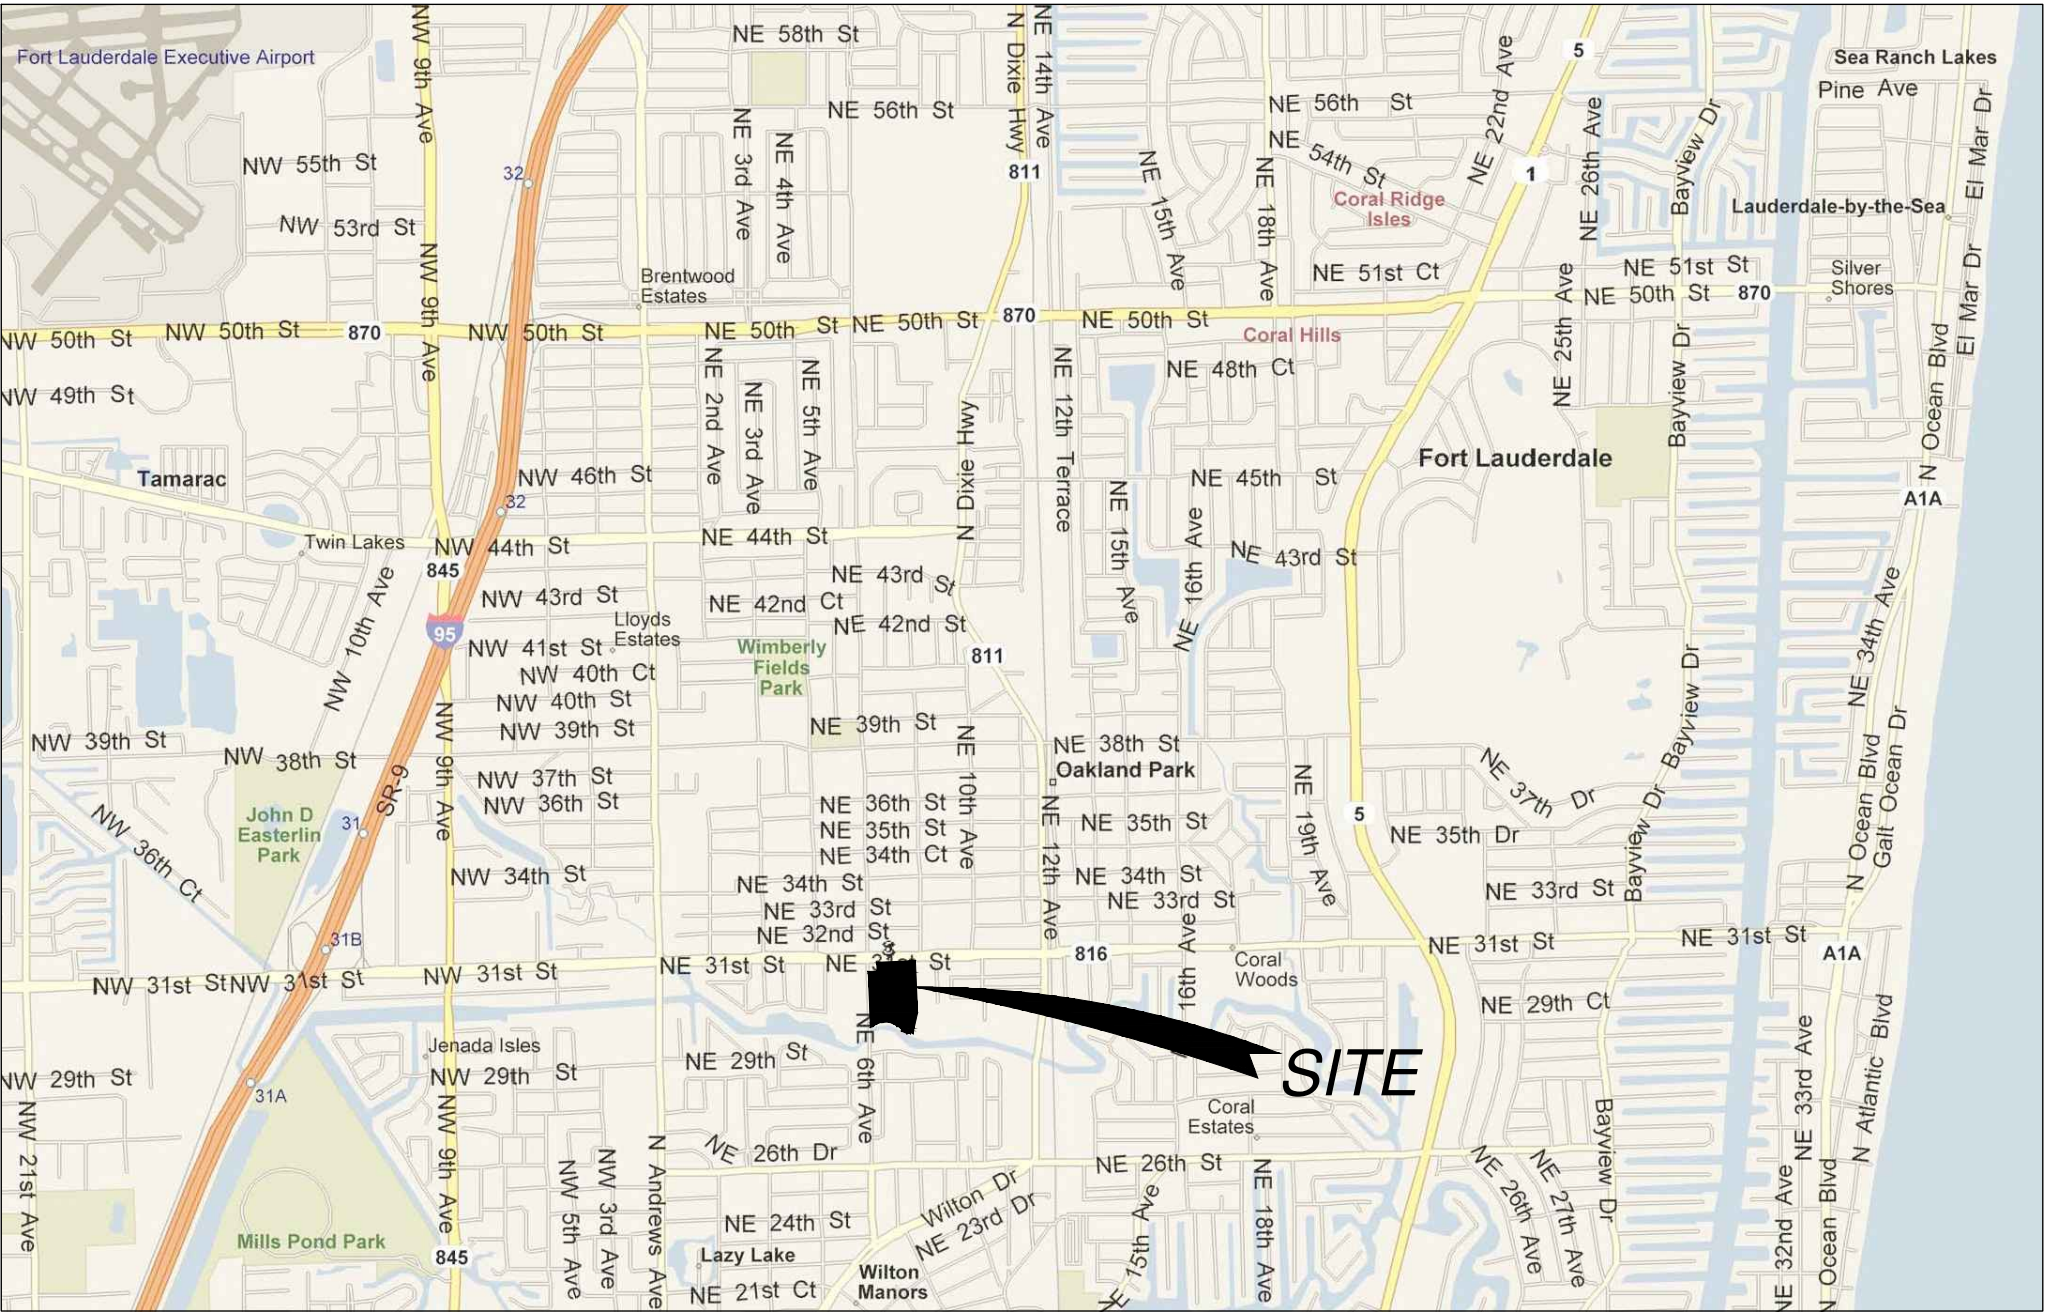 NW 9th Ave
NE 58th St
N Dixie Hwy
NE 14th Ave
5
Sea Ranch Lakes
Fort Lauderdale Executive Airport
Pine Ave
NE 56th St
NE 56th St
NE 22nd Ave
NE 26th Ave
Bayview Dr
El Mar Dr
NE 3rd Ave
NE 4th Ave
NE 54th St
NW 55th St
32
811
1
NE 15th Ave
NE 18th Ave
Coral Ridge
Isles
Lauderdale-by-the-Sea
NW 53rd St
NW 9th Ave
Brentwood
Estates
NE 51st Ct
NE 51st St
Silver
Shores
El Mar Dr
NE 25th Ave
NE 50th St
870
NW 50th St
NW 50th St
870
NW 50th St
NE 50th St
NE 50th St
870
NE 50th St
Coral Hills
Bayview Dr
N Ocean Blvd
NE 48th Ct
NW 49th St
NE 2nd Ave
NE 3rd Ave
NE 5th Ave
N Dixie Hwy
NE 12th Terrace
Fort Lauderdale
Tamarac
NW 46th St
NE 45th St
A1A
32
NE 15th Ave
NE 16th Ave
Twin Lakes
NW 44th St
NE 44th St
NE 43rd St
845
NW 10th Ave
NE 43rd St
NE 34th Ave
NW 43rd St
NE 42nd Ct
Lloyds
Estates
NE 42nd St
95
NW 41st St
Wimberly
Fields
Park
811
NW 40th Ct
NW 40th St
Bayview Dr
NW 39th St
NE 39th St
NW 9th Ave
NE 10th Ave
N Ocean Blvd
Galt Ocean Dr
NW 39th St
NW 38th St
NE 38th St
Oakland Park
SR-9
NW 37th St
NE 19th Ave
NE 37th Dr
NW 36th St
NE 36th St
NE 12th Ave
Bayview Dr
John D
Easterlin
Park
31
NE 35th St
NE 35th St
5
NE 35th Dr
NW 36th Ct
NE 34th Ct
NW 34th St
NE 34th St
NE 34th St
NE 33rd St
NE 33rd St
NE 33rd St
NE 32nd St
31B
NE 16th Ave
NE 31st St
NE 31st St
816
NE 31st St
NE 31st St
A1A
NW 31st St
NW 31st St
NW 31st St
Coral
Woods
NE 29th Ct
N Atlantic Blvd
NE 33rd Ave
Jenada Isles
NE 29th St
NE 6th Ave
SITE
NW 29th St
NW 29th St
31A
Coral
Estates
Bayview Dr
NW 21st Ave
NW 9th Ave
NW 5th Ave
NW 3rd Ave
N Andrews Ave
NE 26th Dr
NE 26th St
NE 26th Ave
NE 27th Ave
NE 32nd Ave
N Ocean Blvd
Wilton Dr
NE 23rd Dr
NE 15th Ave
NE 18th Ave
NE 24th St
Mills Pond Park
845
Lazy Lake
Wilton
Manors
NE 21st Ct